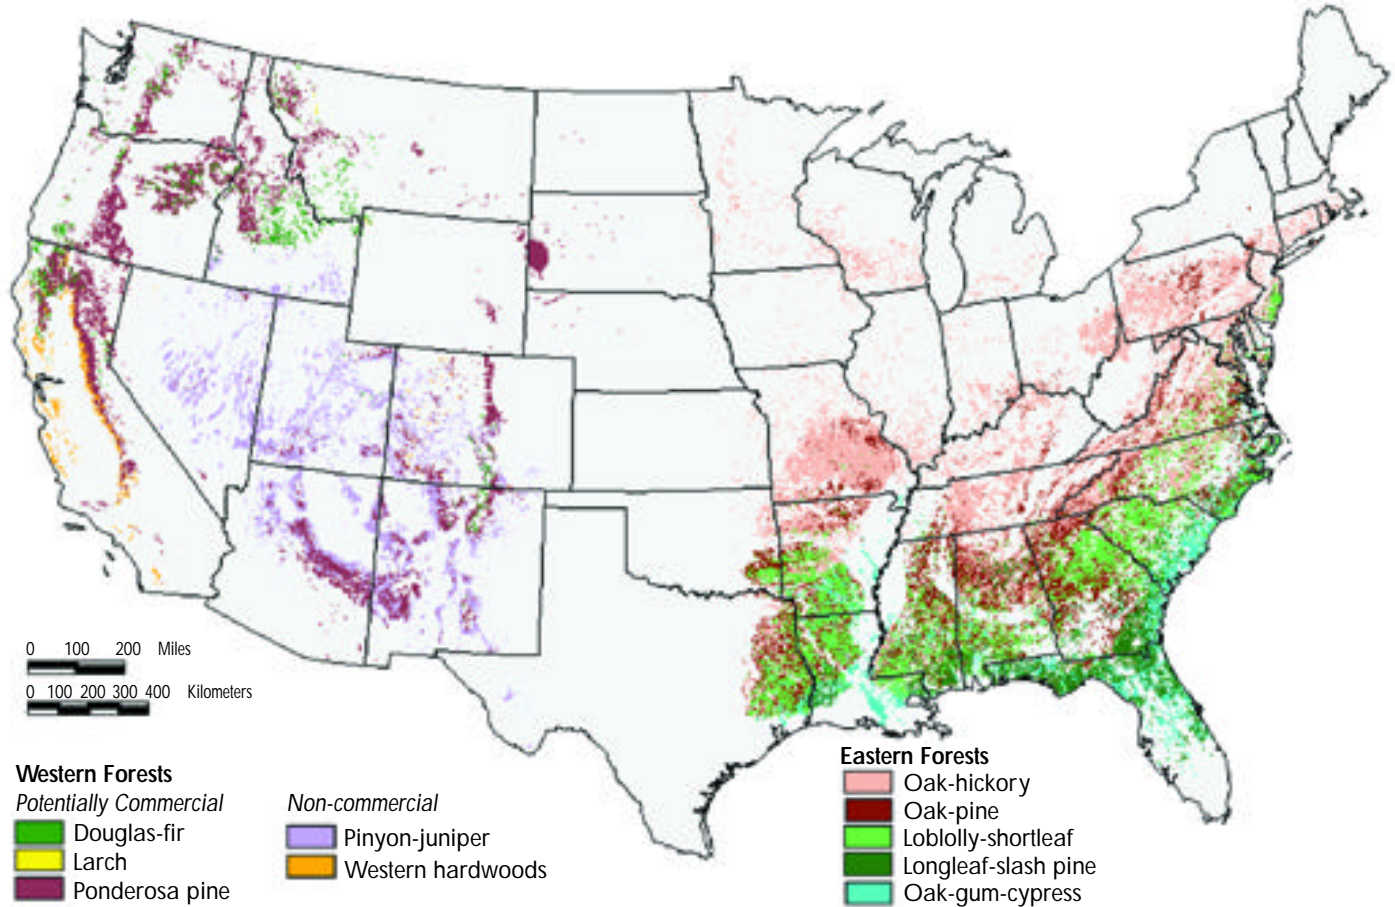 0 100 200 Miles
0 100 200 300 400 Kilometers
Western Forests
Potentially Commercial
Douglas-fir
Larch
Ponderosa pine
Non-commercial
Pinyon-juniper
Western hardwoods
Eastern Forests
Oak-hickory
Oak-pine
Loblolly-shortleaf
Longleaf-slash pine
Oak-gum-cypress